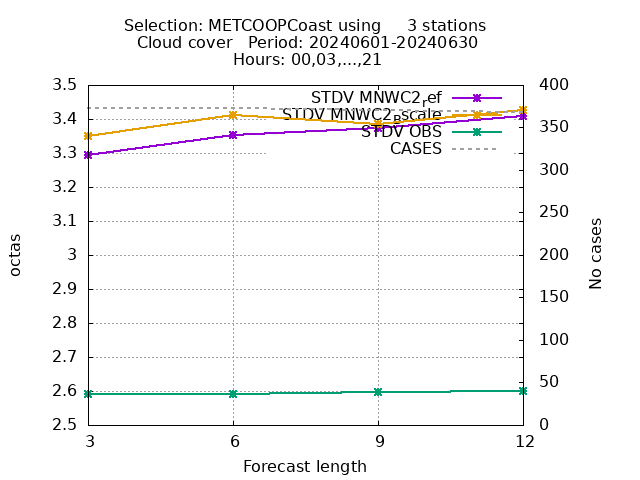 Selection: METCOOPCoast using 3 stations
Cloud cover Period: 20240601-20240630
Hours: 00,03,...,21
3.5
3.4
3.3
3.2
3.1
3
2.9
2.8
2.7
2.6
2.5
octas
STDV MNWC2ref
STDV MNWC2Bscale
STDV OBS
CASES
400
350
300
250
200
150
100
50
0
No cases
3 6 9 12
Forecast length